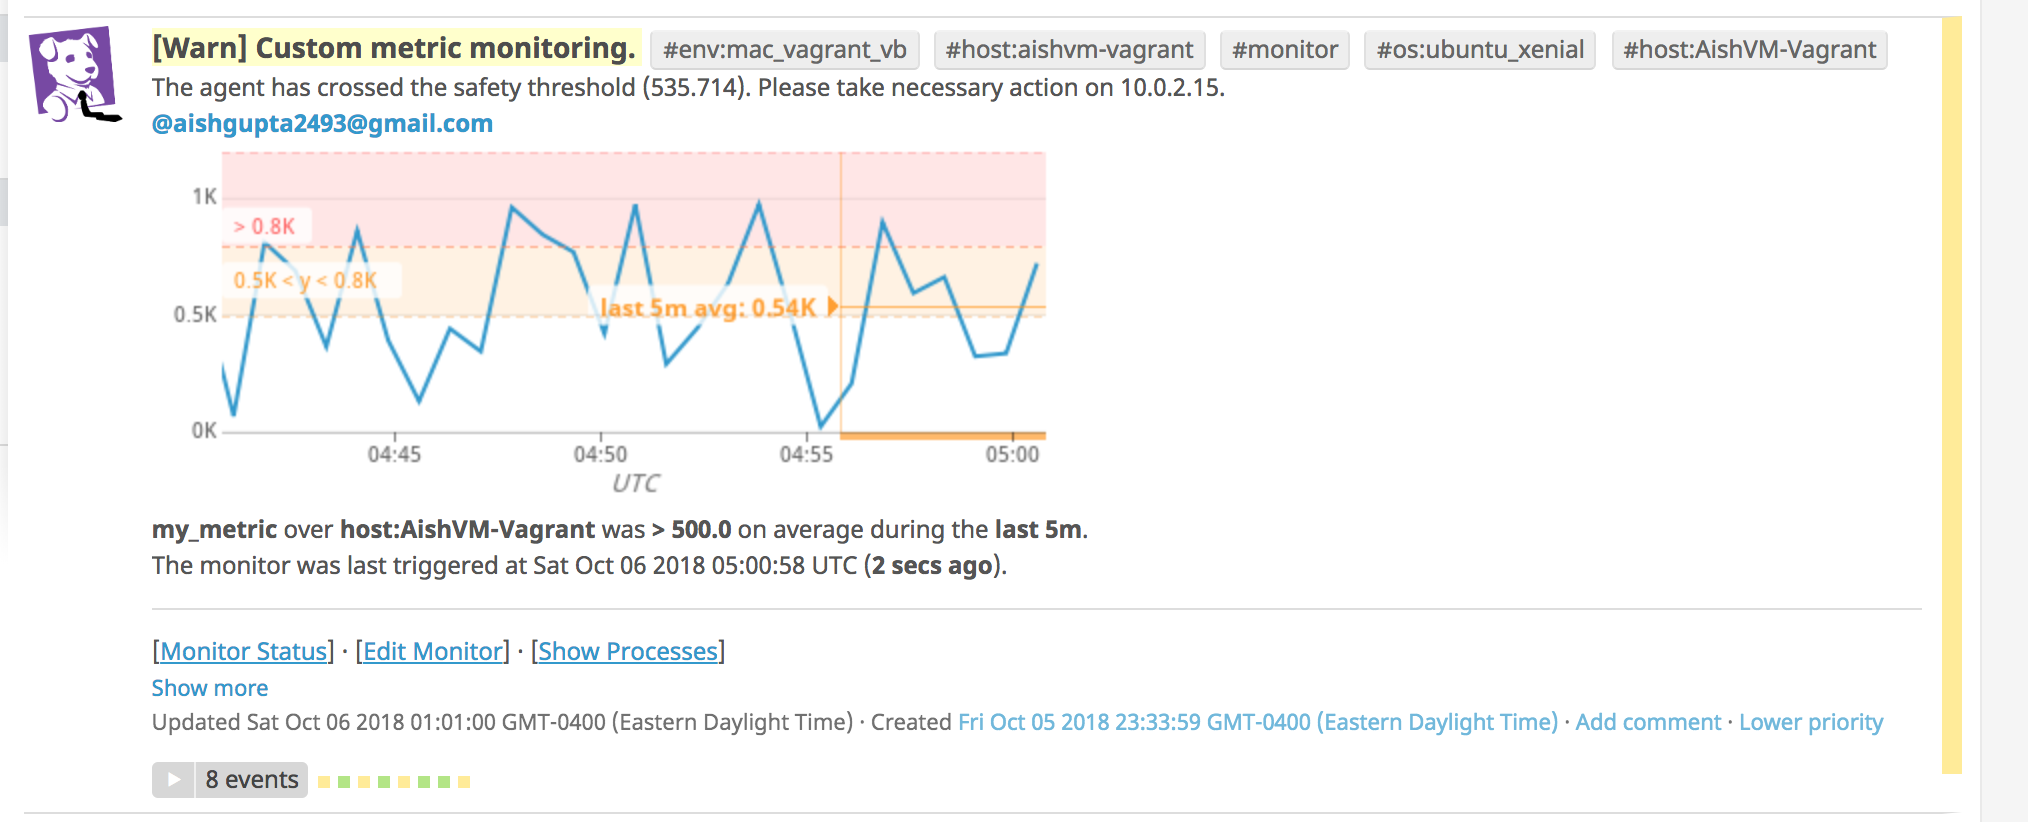 [Warn] Custom metric monitoring. #env:mac_vagrant_vb #host:aishvm-vagrant #monitor #os:ubuntu_xenial #host:AishVM-Vagrant
The agent has crossed the safety threshold (535.714). Please take necessary action on 10.0.2.15.
@aishgupta2493@gmail.com
1K
> 0.8K
0.5K < y < 0.8K
last 5m avg: 0.54K
0.5K
0K
04:45 04:50 04:55 05:00
UTC
my_metric over host:AishVM-Vagrant was > 500.0 on average during the last 5m.
The monitor was last triggered at Sat Oct 06 2018 05:00:58 UTC (2 secs ago).
[Monitor Status] · [Edit Monitor] · [Show Processes]
Show more
Updated Sat Oct 06 2018 01:01:00 GMT-0400 (Eastern Daylight Time) · Created Fri Oct 05 2018 23:33:59 GMT-0400 (Eastern Daylight Time) · Add comment · Lower priority
8 events